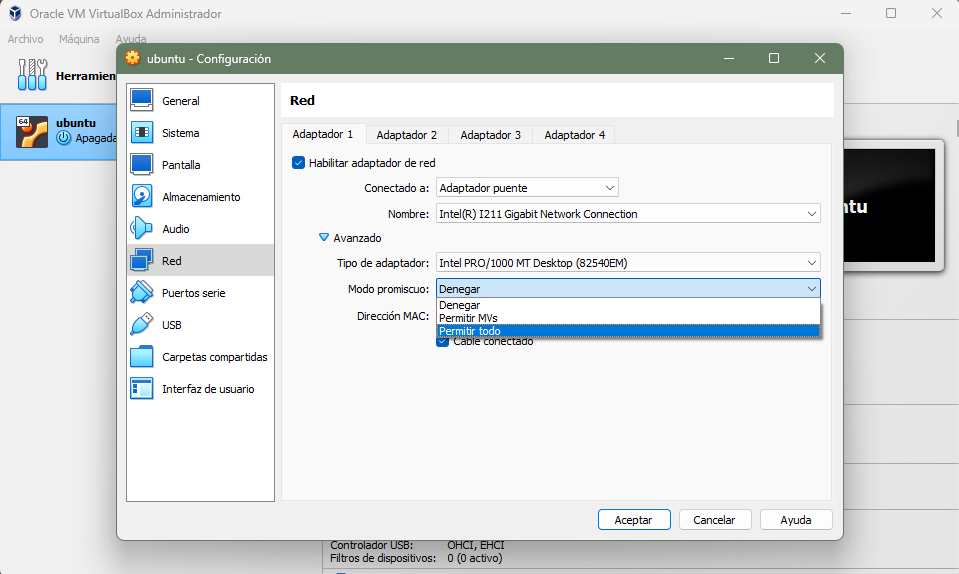 Oracle VM VirtualBox Administrador
Archivo Máquina Ayuda
ubuntu - Configuración
64
ubuntu
Apagada
General
Sistema
Pantalla
Almacenamiento
Audio
Red
Puertos serie
USB
Carpetas compartidas
Interfaz de usuario
Red
Adaptador 1 Adaptador 2 Adaptador 3 Adaptador 4
Habilitar adaptador de red
Conectado a: Adaptador puente
Nombre: Intel(R) I211 Gigabit Network Connection
Avanzado
Tipo de adaptador: Intel PRO/1000 MT Desktop (82540EM)
Modo promiscuo: Denegar
Denegar
Dirección MAC: Permitir MVs
Permitir todo
Cable conectado
Aceptar Cancelar Ayuda
Controlador USB: OHCI, EHCI
Filtros de dispositivos: 0 (0 activo)